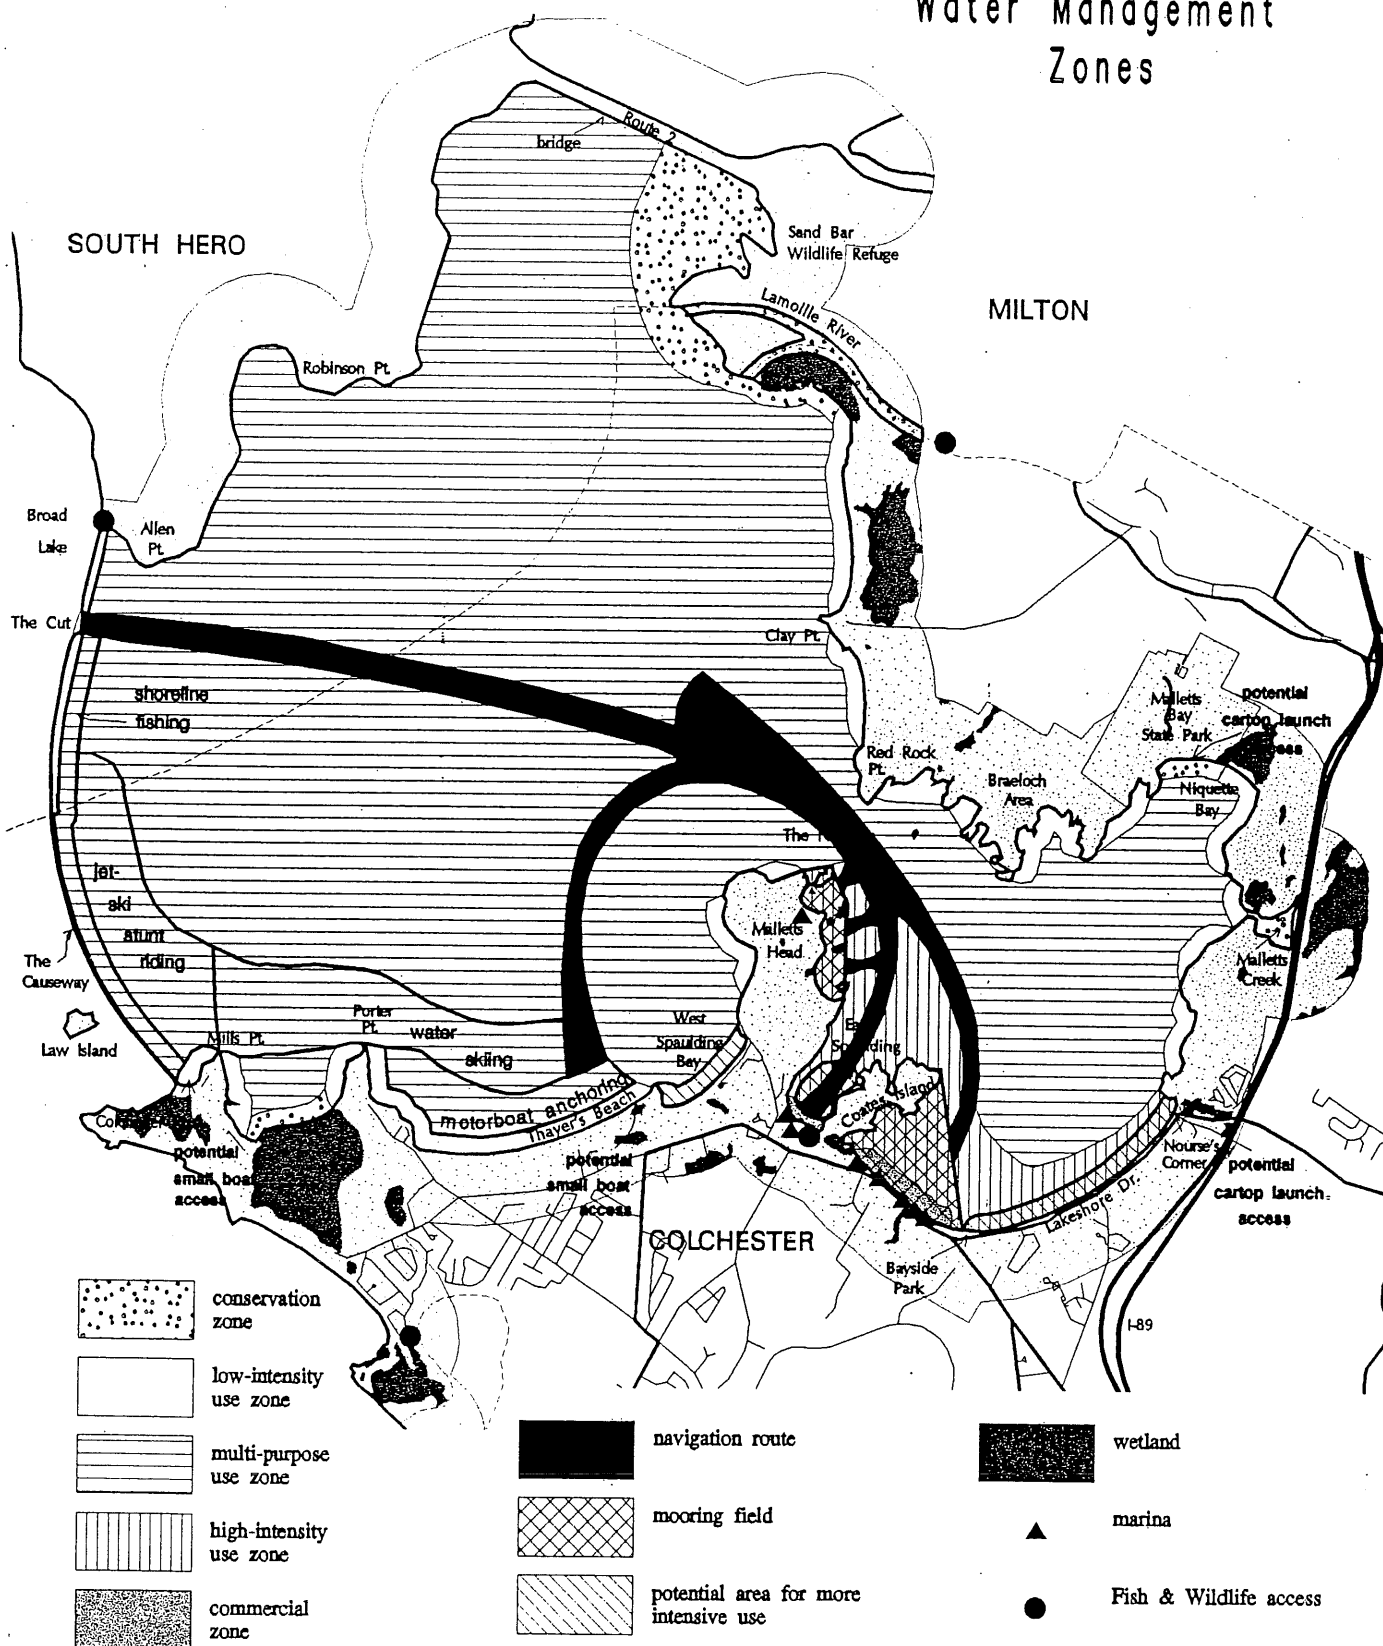 Water Management
Zones
Route 2
bridge
SOUTH HERO
Sand Bar
Wildlife Refuge
Lamoille River
MILTON
Robinson Pt.
Broad
Lake
Allen
Pt.
The Cut
Clay Pt.
shoreline
fishing
Malletts
Bay
State Park
potential
carton launch
Red Rock
Pt.
Braeloch
Area
Niquette
Bay
The
jet-
ski
stunt
riding
Malletts
Head
The
Causeway
Malletts
Creek
Law Island
Mills Pt.
Porter
Pt.
water
skiing
West
Spaulding
Bay
Spaulding
Coates Island
motorboat anchoring
Thayer's Beach
potential
small boat
access
potential
small boat
access
Nourse's
Corner
potential
cartop launch
access
Lakeshore Dr.
COLCHESTER
Bayside
Park
I-89
conservation
zone
low-intensity
use zone
multi-purpose
use zone
high-intensity
use zone
commercial
zone
navigation route
mooring field
potential area for more
intensive use
wetland
marina
Fish & Wildlife access